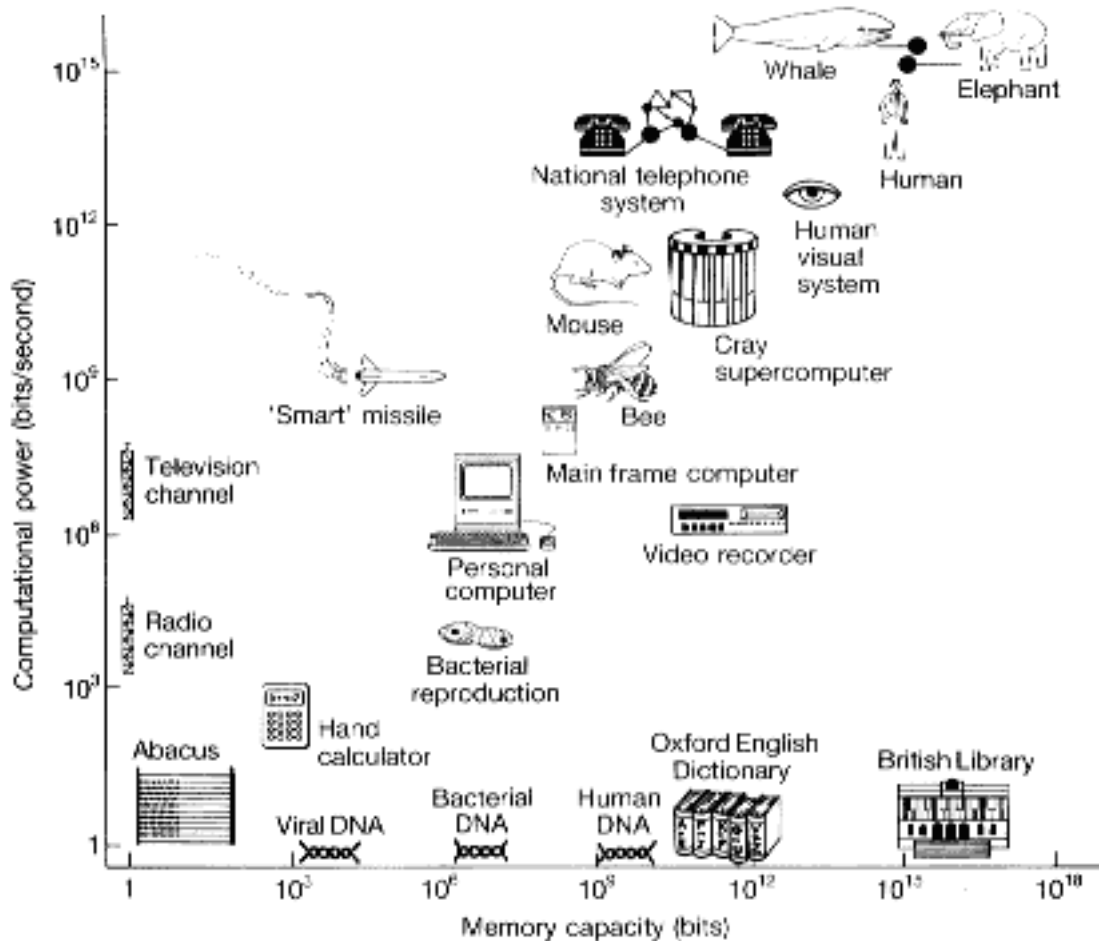 10¹⁵
Whale
Elephant
National telephone
system
Human
10¹²
Human
visual
system
Mouse
Cray
supercomputer
10⁹
'Smart' missile
Bee
Television
channel
Main frame computer
10⁶
Personal
computer
Video recorder
Radio
channel
Bacterial
reproduction
10³
Hand
calculator
Abacus
Oxford English
Dictionary
British Library
Viral DNA
Bacterial
DNA
Human
DNA
1
Computational power (bits/second)
1
10³
10⁶
10⁹
10¹²
10¹⁵
10¹⁸
Memory capacity (bits)